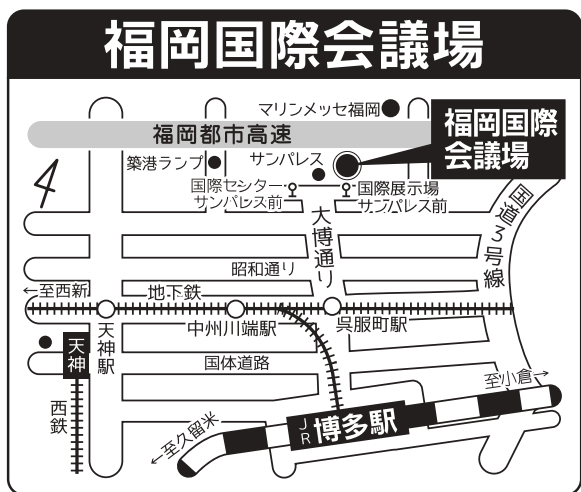 福岡国際会議場
マリンメッセ福岡
福岡都市高速
福岡国際
会議場
築港ランプ
サンパレス
国際センター
サンパレス前
国際展示場
サンパレス前
国道3号線
大博通り
昭和通り
←至西新
地下鉄
中州川端駅
呉服町駅
天神駅
天神
国体道路
西鉄
至小倉→
←至久留米
JR博多駅